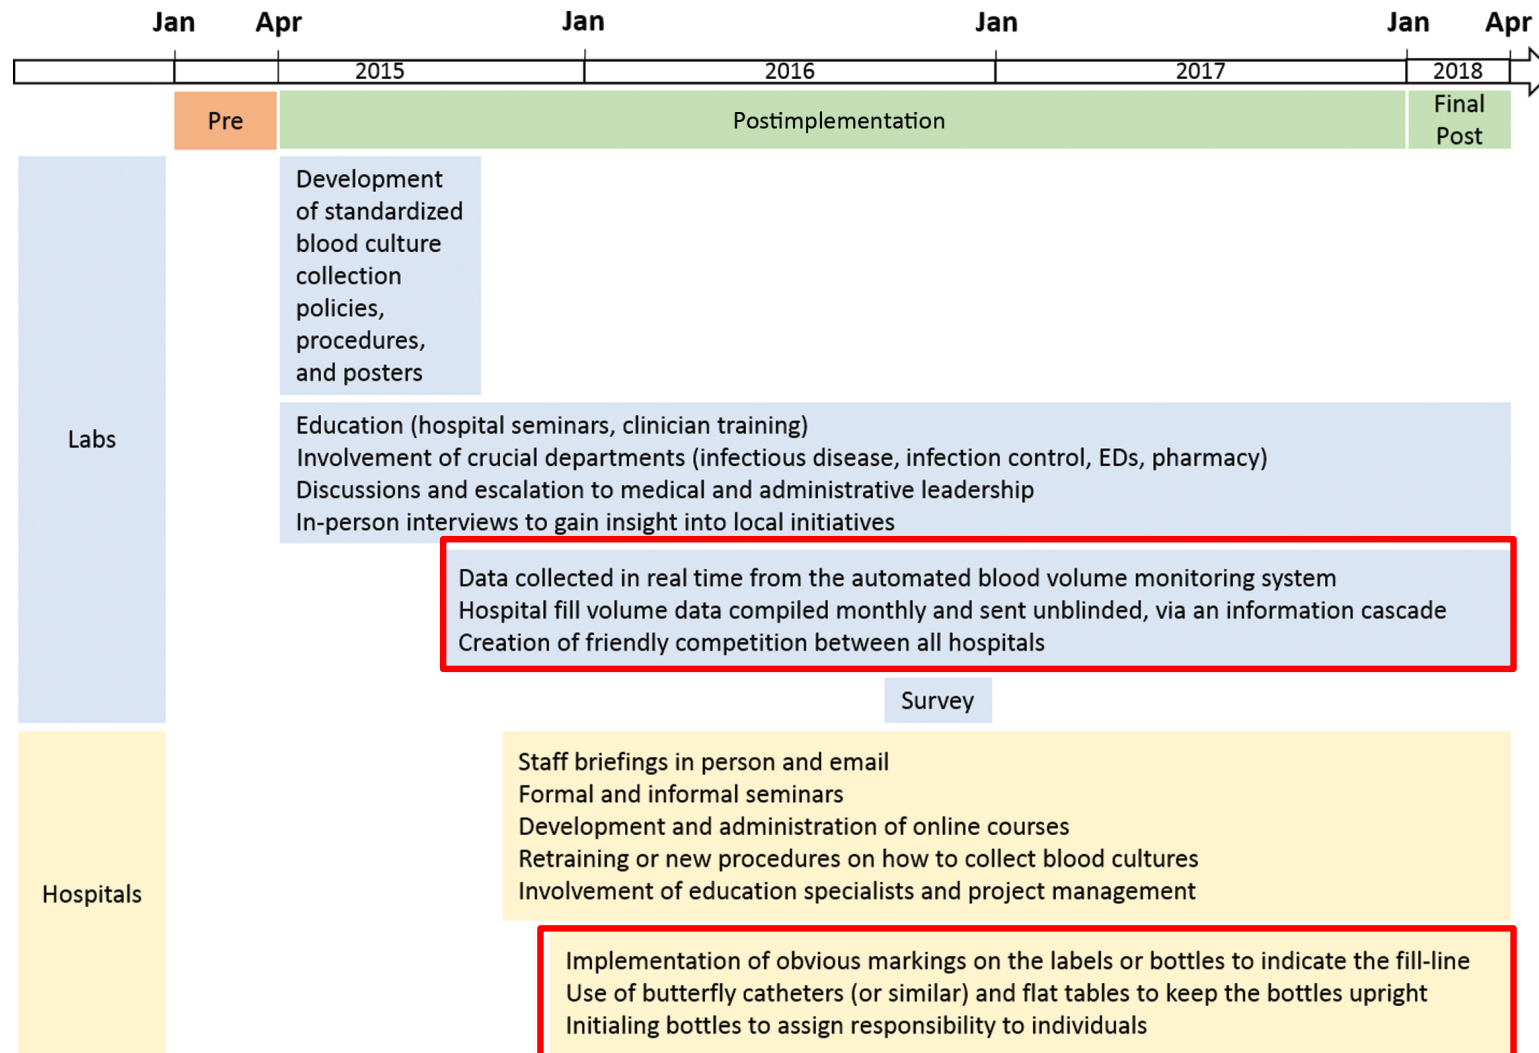 Jan Apr Jan Jan Jan Apr
2015 2016 2017 2018
Pre
Postimplementation
Final
Post
Labs
Development
of standardized
blood culture
collection
policies,
procedures,
and posters
Education (hospital seminars, clinician training)
Involvement of crucial departments (infectious disease, infection control, EDs, pharmacy)
Discussions and escalation to medical and administrative leadership
In-person interviews to gain insight into local initiatives
Data collected in real time from the automated blood volume monitoring system
Hospital fill volume data compiled monthly and sent unblinded, via an information cascade
Creation of friendly competition between all hospitals
Survey
Hospitals
Staff briefings in person and email
Formal and informal seminars
Development and administration of online courses
Retraining or new procedures on how to collect blood cultures
Involvement of education specialists and project management
Implementation of obvious markings on the labels or bottles to indicate the fill-line
Use of butterfly catheters (or similar) and flat tables to keep the bottles upright
Initialing bottles to assign responsibility to individuals